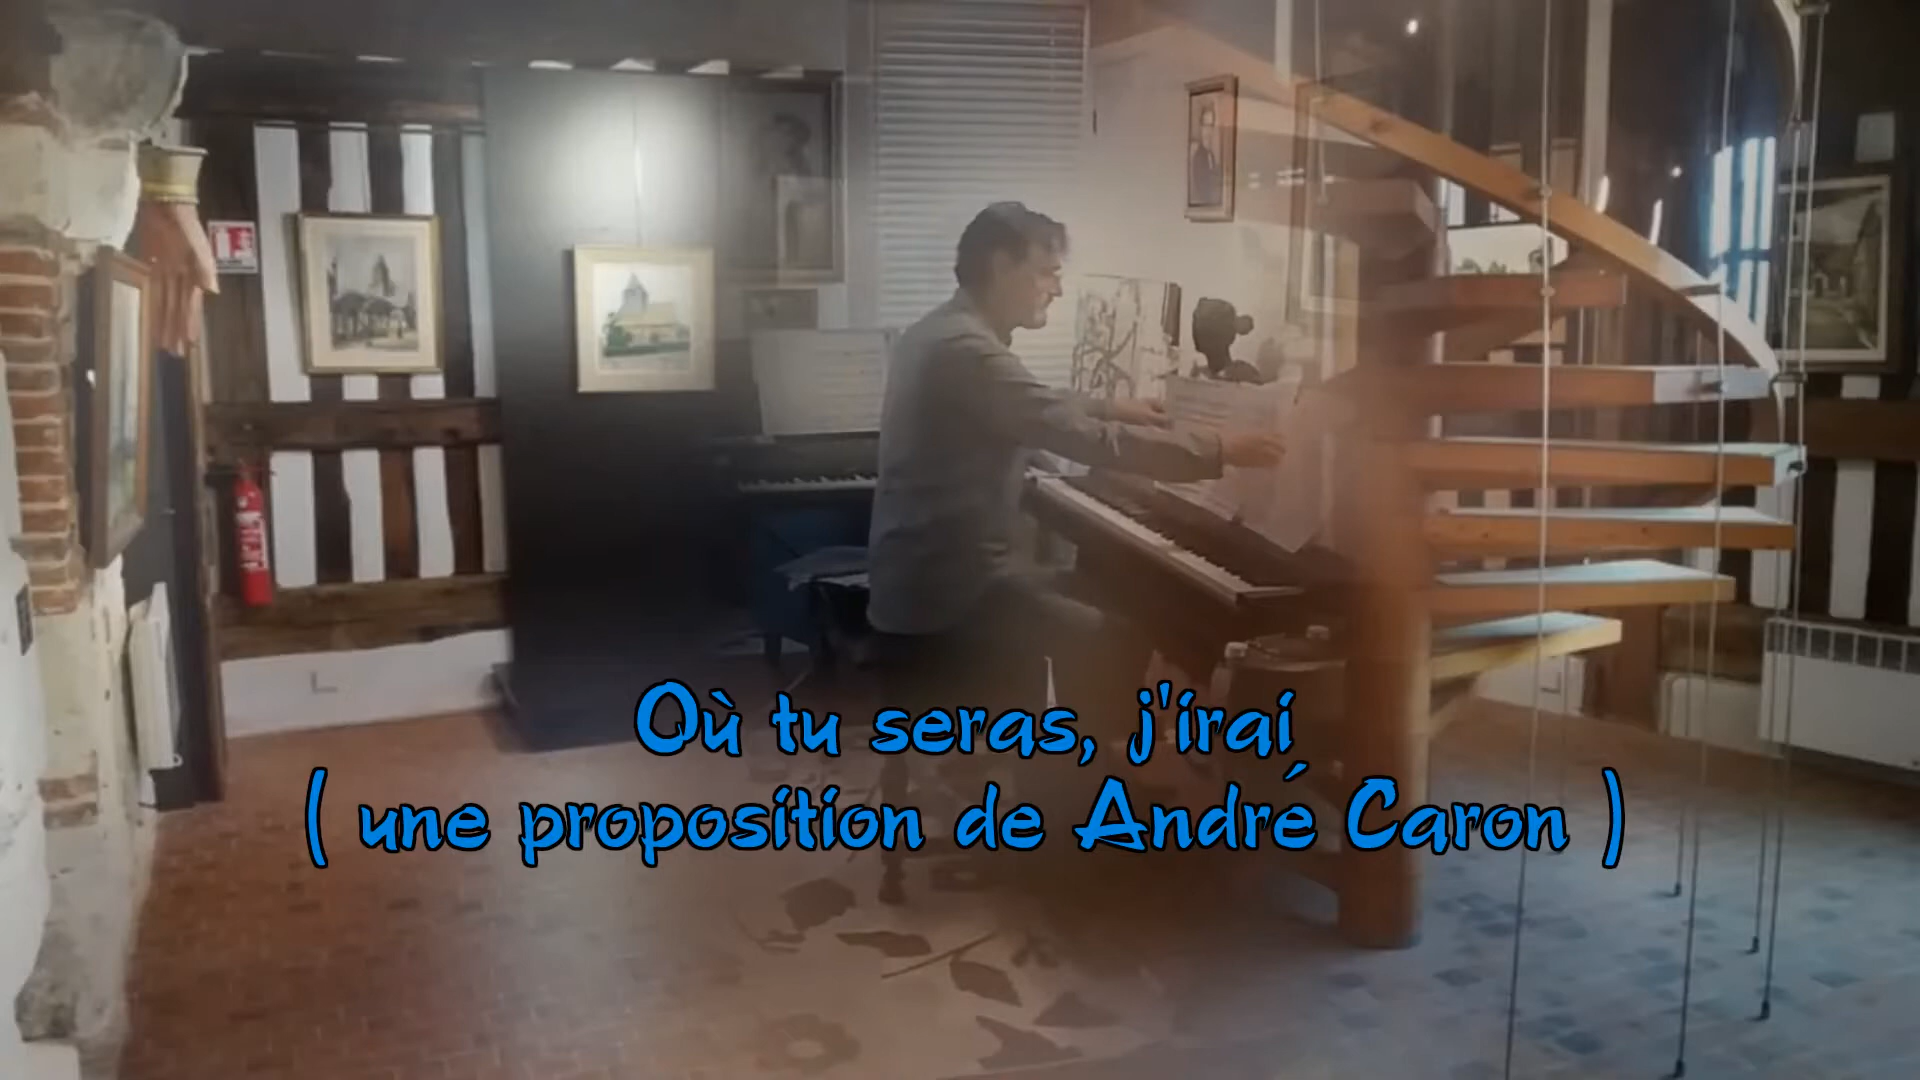 Où tu seras, j'irai
( une proposition de André Caron )